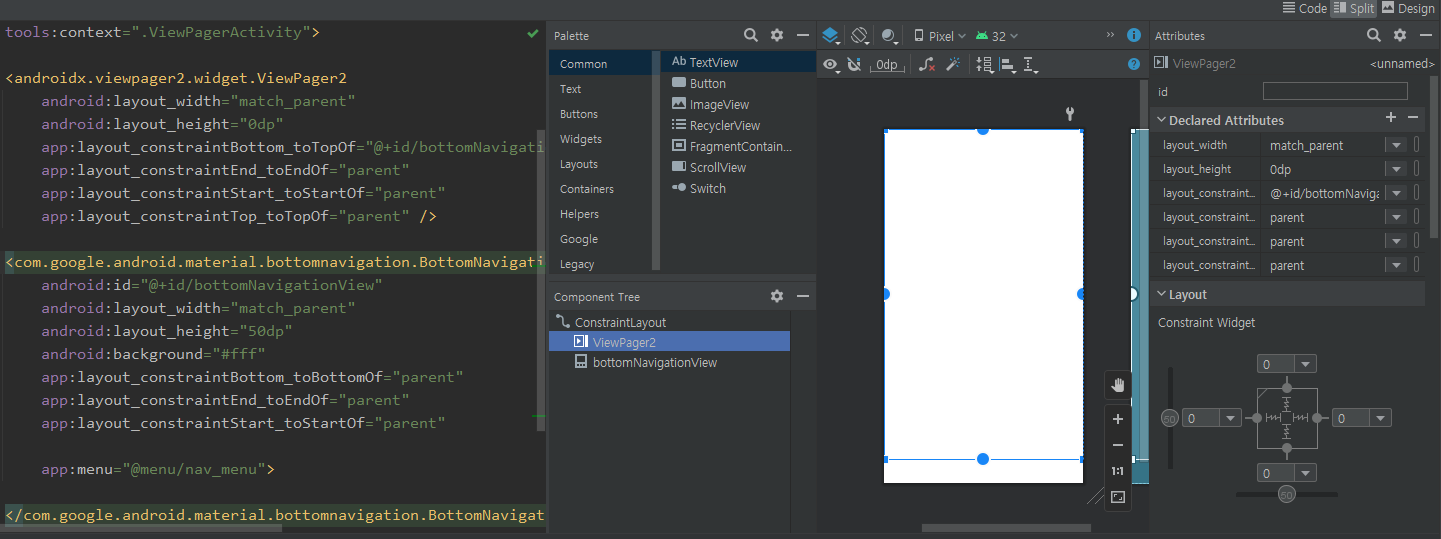 Code Split Design
tools:context=".ViewPagerActivity">
<androidx.viewpager2.widget.ViewPager2
android:layout_width="match_parent"
android:layout_height="0dp"
app:layout_constraintBottom_toTopOf="@+id/bottomNavigati
app:layout_constraintEnd_toEndOf="parent"
app:layout_constraintStart_toStartOf="parent"
app:layout_constraintTop_toTopOf="parent" />
<com.google.android.material.bottomnavigation.BottomNavigati
android:id="@+id/bottomNavigationView"
android:layout_width="match_parent"
android:layout_height="50dp"
android:background="#fff"
app:layout_constraintBottom_toBottomOf="parent"
app:layout_constraintEnd_toEndOf="parent"
app:layout_constraintStart_toStartOf="parent"
app:menu="@menu/nav_menu">
</com.google.android.material.bottomnavigation.BottomNavigat
Palette
Common
Text
Buttons
Widgets
Layouts
Containers
Helpers
Google
Legacy
Ab TextView
Button
ImageView
RecyclerView
FragmentContain...
ScrollView
Switch
Component Tree
ConstraintLayout
ViewPager2
bottomNavigationView
Pixel 32 »
0dp
1:1
Attributes
ViewPager2 <unnamed>
id
Declared Attributes
layout_width match_parent
layout_height 0dp
layout_constraint... @+id/bottomNaviga
layout_constraint... parent
layout_constraint... parent
layout_constraint... parent
Layout
Constraint Widget
0
50 0 0
0
50